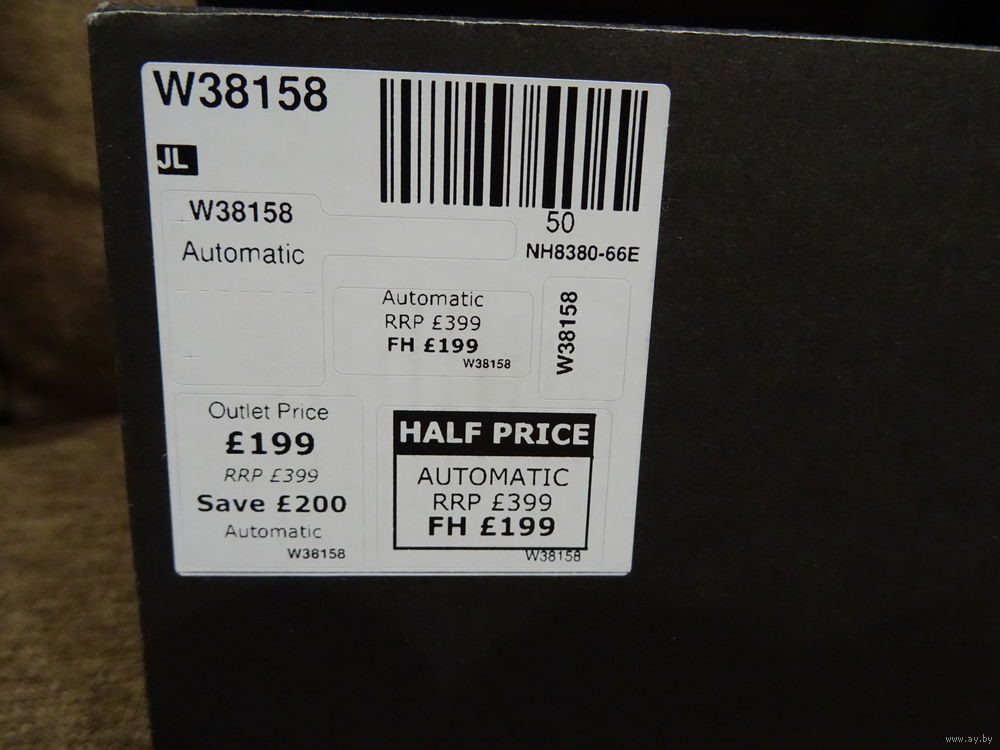 W38158
JL
50
NH8380-66E
W38158
Automatic
Automatic
RRP £399
FH £199
W38158
W38158
Outlet Price
£199
RRP £399
Save £200
Automatic
W38158
HALF PRICE
AUTOMATIC
RRP £399
FH £199
W38158
www.ay.by